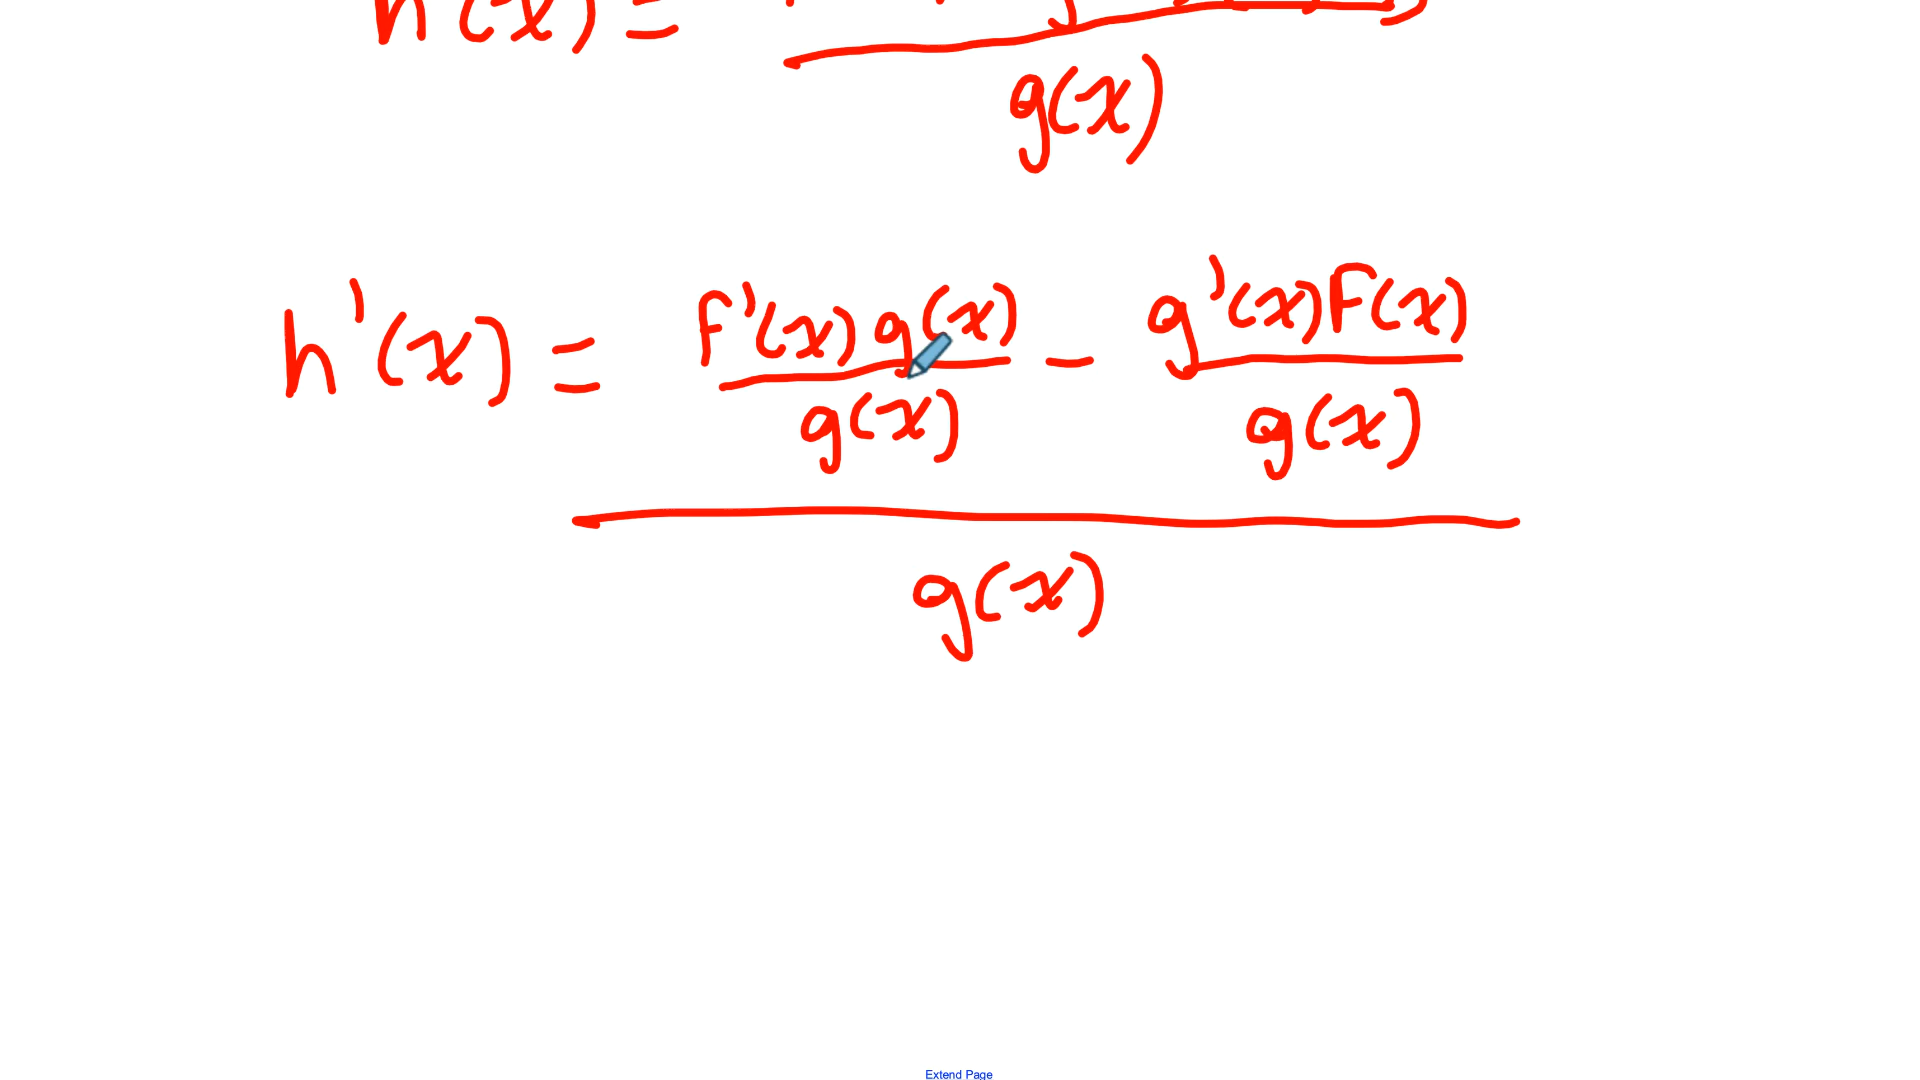 h(x) =
g(x)
h'(x) = f'(x) g(x) / g(x) - g'(x) f(x) / g(x)
g(x)
Extend Page